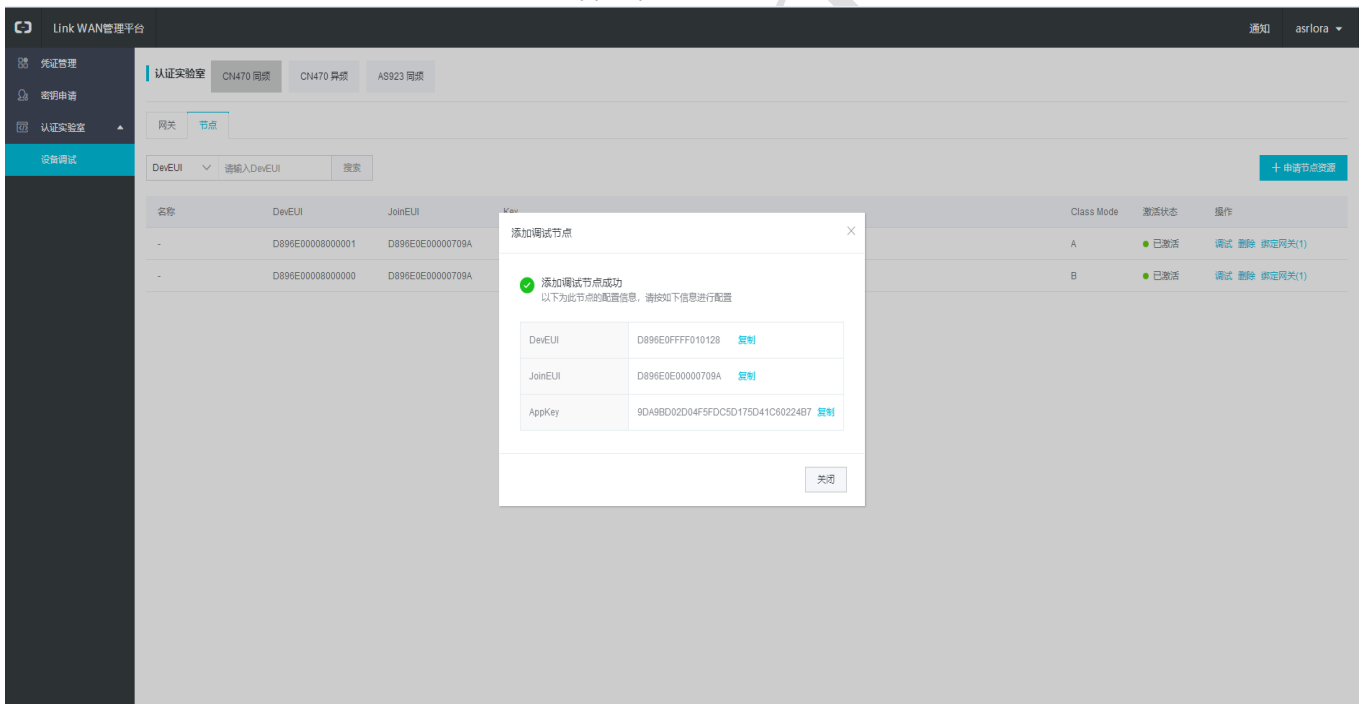 Link WAN管理平台
通知 asrlora
凭证管理
密钥申请
认证实验室
设备调试
认证实验室 CN470 同频 CN470 异频 AS923 同频
网关 节点
DevEUI 请输入DevEUI 搜索 申请节点资源
名称 DevEUI JoinEUI Key Class Mode 激活状态 操作
- D896E00008000001 D896E0E00000709A A 已激活 调试 删除 绑定网关(1)
- D896E00008000000 D896E0E00000709A B 已激活 调试 删除 绑定网关(1)
添加调试节点
添加调试节点成功
以下为此节点的配置信息，请按如下信息进行配置
DevEUI D896E0FFFF010128 复制
JoinEUI D896E0E00000709A 复制
AppKey 9DA9BD02D04F5FDC5D175D41C60224B7 复制
关闭